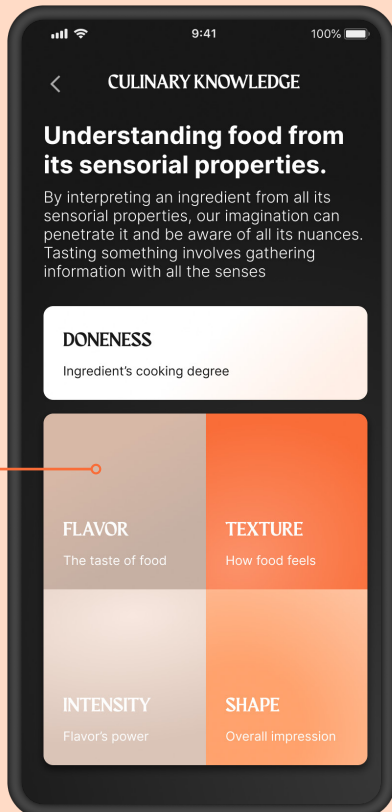 9:41
100%
CULINARY KNOWLEDGE
Understanding food from
its sensorial properties.
By interpreting an ingredient from all its
sensorial properties, our imagination can
penetrate it and be aware of all its nuances.
Tasting something involves gathering
information with all the senses
DONENESS
Ingredient's cooking degree
FLAVOR
The taste of food
TEXTURE
How food feels
INTENSITY
Flavor's power
SHAPE
Overall impression